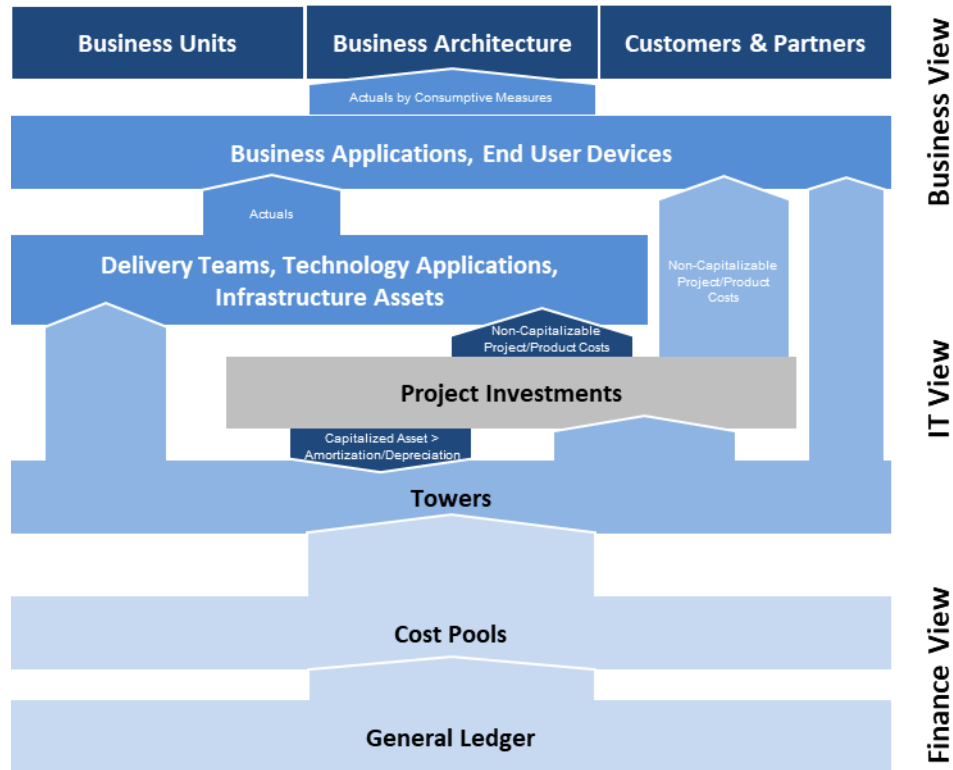 Business Units
Business Architecture
Customers & Partners
Business View
Actuals by Consumptive Measures
Business Applications, End User Devices
Actuals
Non-Capitalizable
Project/Product
Costs
Delivery Teams, Technology Applications,
Infrastructure Assets
Non-Capitalizable
Project/Product Costs
IT View
Project Investments
Capitalized Asset >
Amortization/Depreciation
Towers
Finance View
Cost Pools
General Ledger